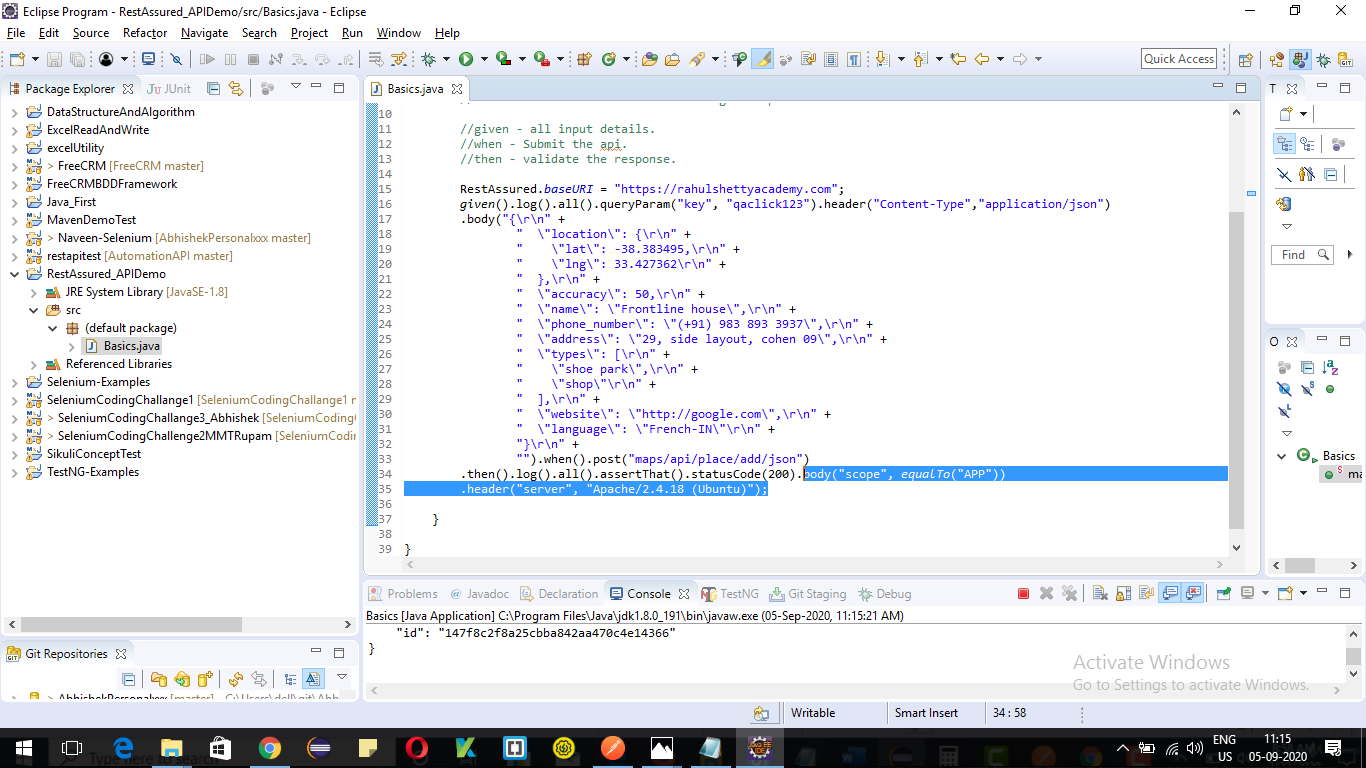 Eclipse Program - RestAssured_APIDemo/src/Basics.java - Eclipse
File Edit Source Refactor Navigate Search Project Run Window Help
Quick Access
Package Explorer JUnit
DataStructureAndAlgorithm
ExcelReadAndWrite
excelUtility
> FreeCRM [FreeCRM master]
FreeCRMBDDFramework
Java_First
MavenDemoTest
> Naveen-Selenium [AbhishekPersonalxxx master]
restapitest [AutomationAPI master]
RestAssured_APIDemo
JRE System Library [JavaSE-1.8]
src
(default package)
Basics.java
Referenced Libraries
Selenium-Examples
SeleniumCodingChallange1 [SeleniumCodingChallange1 r
> SeleniumCodingChallange3_Abhishek [SeleniumCoding
> SeleniumCodingChallenge2MMTRupam [SeleniumCodin
SikuliConceptTest
TestNG-Examples
Git Repositories
AbhishekPersonalxx [master] - C:\Users\dell\git\Abh
Basics.java
10
11 //given - all input details.
12 //when - Submit the api.
13 //then - validate the response.
14
15 RestAssured.baseURI = "https://rahulshettyacademy.com";
16 given().log().all().queryParam("key", "qaclick123").header("Content-Type","application/json")
17 .body("{\r\n" +
18 " \"location\": {\r\n" +
19 " \"lat\": -38.383495,\r\n" +
20 " \"lng\": 33.427362\r\n" +
21 " },\r\n" +
22 " \"accuracy\": 50,\r\n" +
23 " \"name\": \"Frontline house\",\r\n" +
24 " \"phone_number\": \"(+91) 983 893 3937\",\r\n" +
25 " \"address\": \"29, side layout, cohen 09\",\r\n" +
26 " \"types\": [\r\n" +
27 " \"shoe park\",\r\n" +
28 " \"shop\"\r\n" +
29 " ],\r\n" +
30 " \"website\": \"http://google.com\",\r\n" +
31 " \"language\": \"French-IN\"\r\n" +
32 "}\r\n" +
33 "").when().post("maps/api/place/add/json")
34 .then().log().all().assertThat().statusCode(200).body("scope", equalTo("APP"))
35 .header("server", "Apache/2.4.18 (Ubuntu)");
36
37 }
38
39 }
T
Find
O
Basics
ma
Problems Javadoc Declaration Console TestNG Git Staging Debug
Basics [Java Application] C:\Program Files\Java\jdk1.8.0_191\bin\javaw.exe (05-Sep-2020, 11:15:21 AM)
"id": "147f8c2f8a25cbba842aa470c4e14366"
}
Activate Windows
Go to Settings to activate Windows.
Writable Smart Insert 34 : 58
ENG
US
11:15
05-09-2020